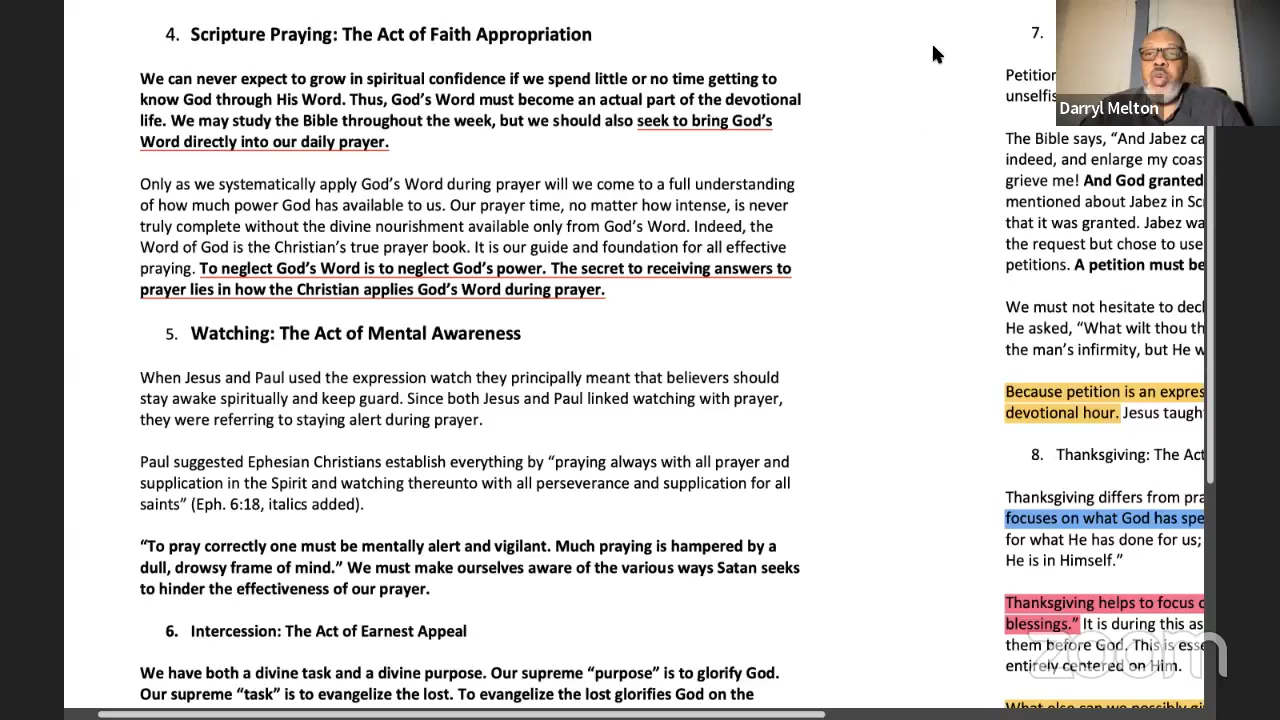 4. Scripture Praying: The Act of Faith Appropriation
We can never expect to grow in spiritual confidence if we spend little or no time getting to
know God through His Word. Thus, God’s Word must become an actual part of the devotional
life. We may study the Bible throughout the week, but we should also seek to bring God’s
Word directly into our daily prayer.
Only as we systematically apply God’s Word during prayer will we come to a full understanding
of how much power God has available to us. Our prayer time, no matter how intense, is never
truly complete without the divine nourishment available only from God’s Word. Indeed, the
Word of God is the Christian’s true prayer book. It is our guide and foundation for all effective
praying. To neglect God’s Word is to neglect God’s power. The secret to receiving answers to
prayer lies in how the Christian applies God’s Word during prayer.
5. Watching: The Act of Mental Awareness
When Jesus and Paul used the expression watch they principally meant that believers should
stay awake spiritually and keep guard. Since both Jesus and Paul linked watching with prayer,
they were referring to staying alert during prayer.
Paul suggested Ephesian Christians establish everything by “praying always with all prayer and
supplication in the Spirit and watching thereunto with all perseverance and supplication for all
saints” (Eph. 6:18, italics added).
“To pray correctly one must be mentally alert and vigilant. Much praying is hampered by a
dull, drowsy frame of mind.” We must make ourselves aware of the various ways Satan seeks
to hinder the effectiveness of our prayer.
6. Intercession: The Act of Earnest Appeal
We have both a divine task and a divine purpose. Our supreme “purpose” is to glorify God.
Our supreme “task” is to evangelize the lost. To evangelize the lost glorifies God on the
7.
Petition
unselfis
The Bible says, “And Jabez ca
indeed, and enlarge my coas
grieve me! And God granted
mentioned about Jabez in Sc
that it was granted. Jabez wa
the request but chose to use
petitions. A petition must be
We must not hesitate to decl
He asked, “What wilt thou th
the man’s infirmity, but He w
Because petition is an expres
devotional hour. Jesus taugh
8. Thanksgiving: The Act
Thanksgiving differs from pra
focuses on what God has spe
for what He has done for us;
He is in Himself.”
Thanksgiving helps to focus o
blessings.” It is during this as
them before God. This is esse
entirely centered on Him.
What else can we possibly gi
Darryl Melton
zoom